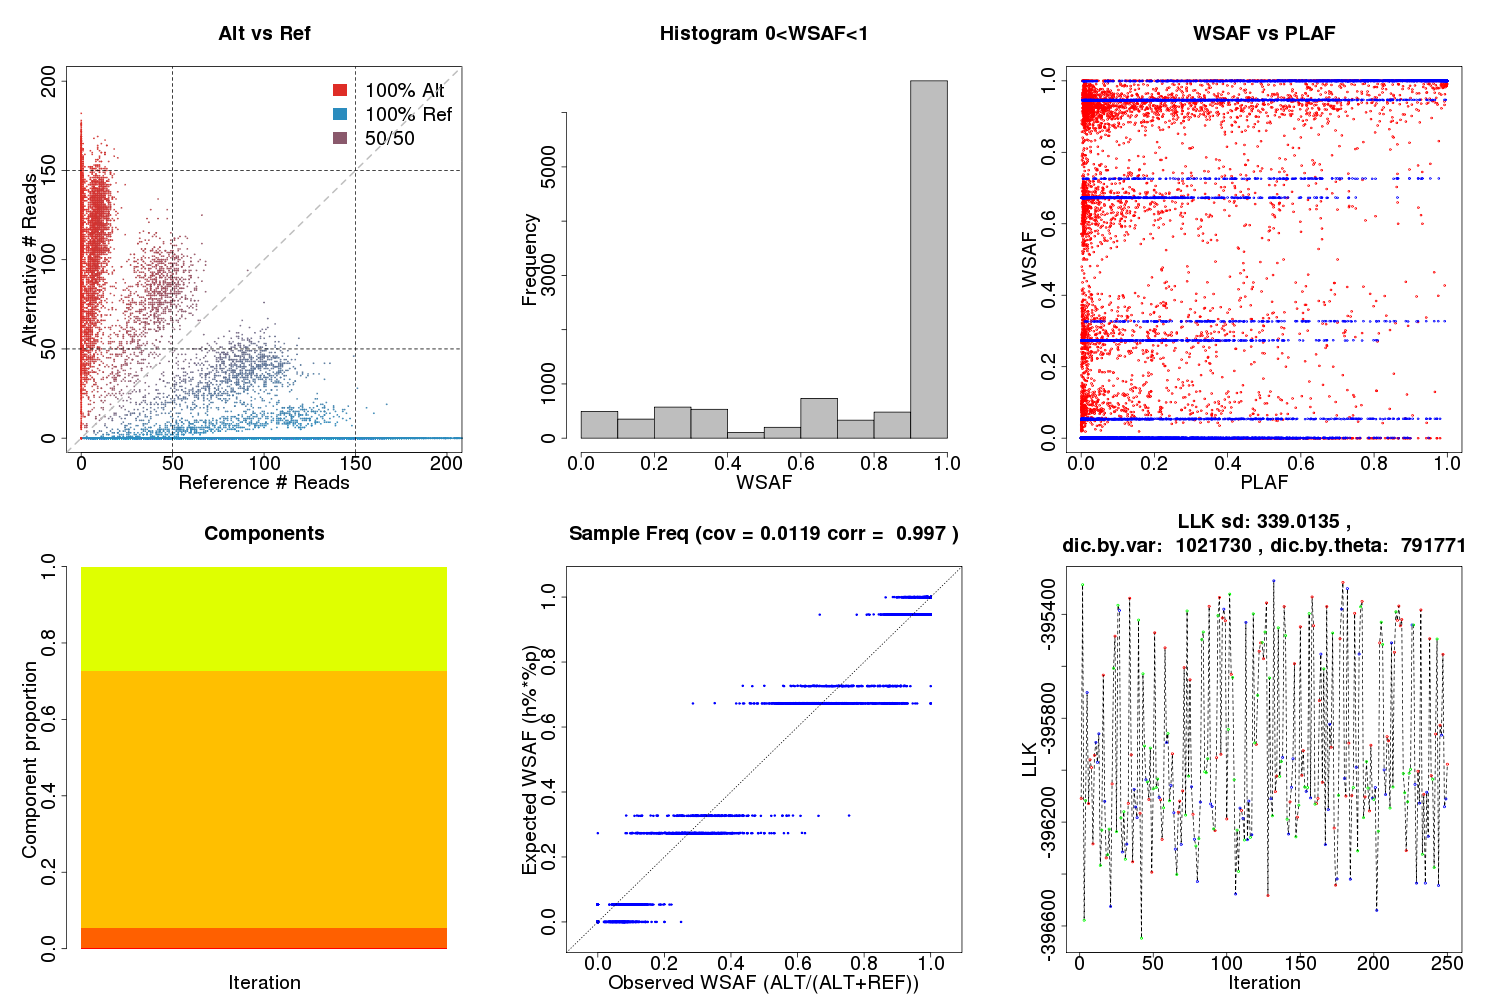 Alt vs Ref
Alternative # Reads
0 50 100 150 200
100% Alt
100% Ref
50/50
0 50 100 150 200
Reference # Reads
Histogram 0<WSAF<1
Frequency
0 1000 3000 5000
0.0 0.2 0.4 0.6 0.8 1.0
WSAF
WSAF vs PLAF
WSAF
0.0 0.2 0.4 0.6 0.8 1.0
0.0 0.2 0.4 0.6 0.8 1.0
PLAF
Components
Component proportion
0.0 0.2 0.4 0.6 0.8 1.0
Iteration
Sample Freq (cov = 0.0119 corr = 0.997 )
Expected WSAF (h%*%p)
0.0 0.2 0.4 0.6 0.8 1.0
0.0 0.2 0.4 0.6 0.8 1.0
Observed WSAF (ALT/(ALT+REF))
LLK sd: 339.0135 ,
dic.by.var: 1021730 , dic.by.theta: 791771
LLK
-396600 -396200 -395800 -395400
0 50 100 150 200 250
Iteration